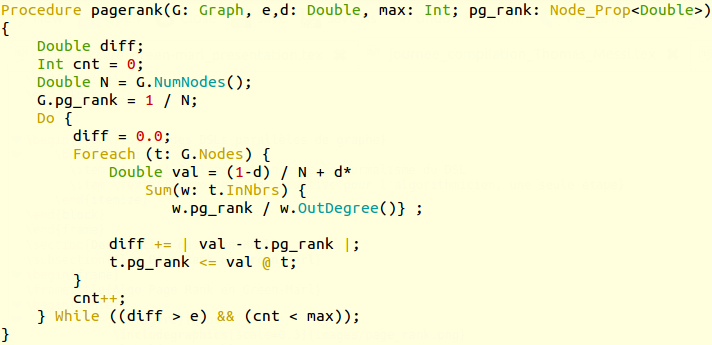 Procedure pagerank(G: Graph, e,d: Double, max: Int; pg_rank: Node_Prop<Double>)
{
    Double diff;
    Int cnt = 0;
    Double N = G.NumNodes();
    G.pg_rank = 1 / N;
    Do {
        diff = 0.0;
        Foreach (t: G.Nodes) {
            Double val = (1-d) / N + d*
                Sum(w: t.InNbrs) {
                   w.pg_rank / w.OutDegree()} ;

            diff += | val - t.pg_rank |;
            t.pg_rank <= val @ t;
        }
        cnt++;
    } While ((diff > e) && (cnt < max));
}